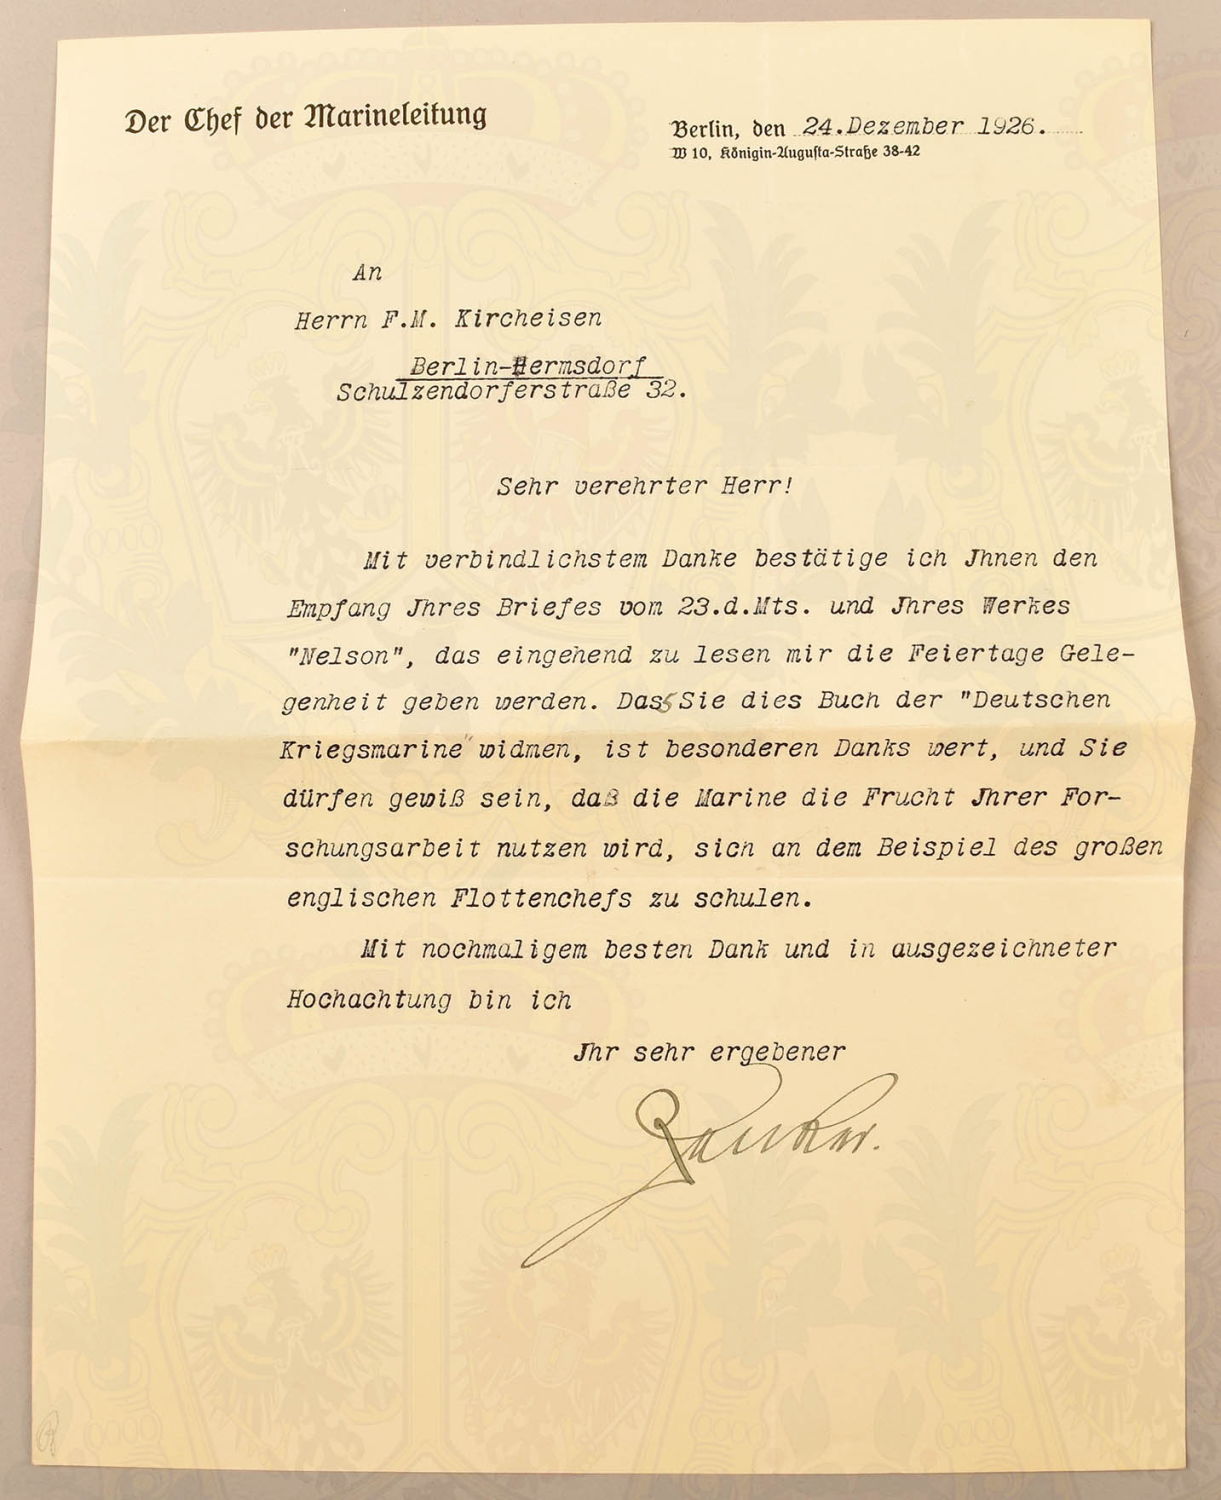 Der Chef der Marineleitung
Berlin, den 24.Dezember 1926.
W 10, Königin-Augusta-Straße 38-42
An
Herrn F.M. Kircheisen
Berlin-Hermsdorf
Schulzendorferstraße 32.
Sehr verehrter Herr!
Mit verbindlichstem Danke bestätige ich Jhnen den
Empfang Jhres Briefes vom 23.d.Mts. und Jhres Werkes
"Nelson", das eingehend zu lesen mir die Feiertage Gele-
genheit geben werden. Dass Sie dies Buch der "Deutschen
Kriegsmarine" widmen, ist besonderen Danks wert, und Sie
dürfen gewiß sein, daß die Marine die Frucht Jhrer For-
schungsarbeit nutzen wird, sich an dem Beispiel des großen
englischen Flottenchefs zu schulen.
Mit nochmaligem besten Dank und in ausgezeichneter
Hochachtung bin ich
Jhr sehr ergebener
Zenker.